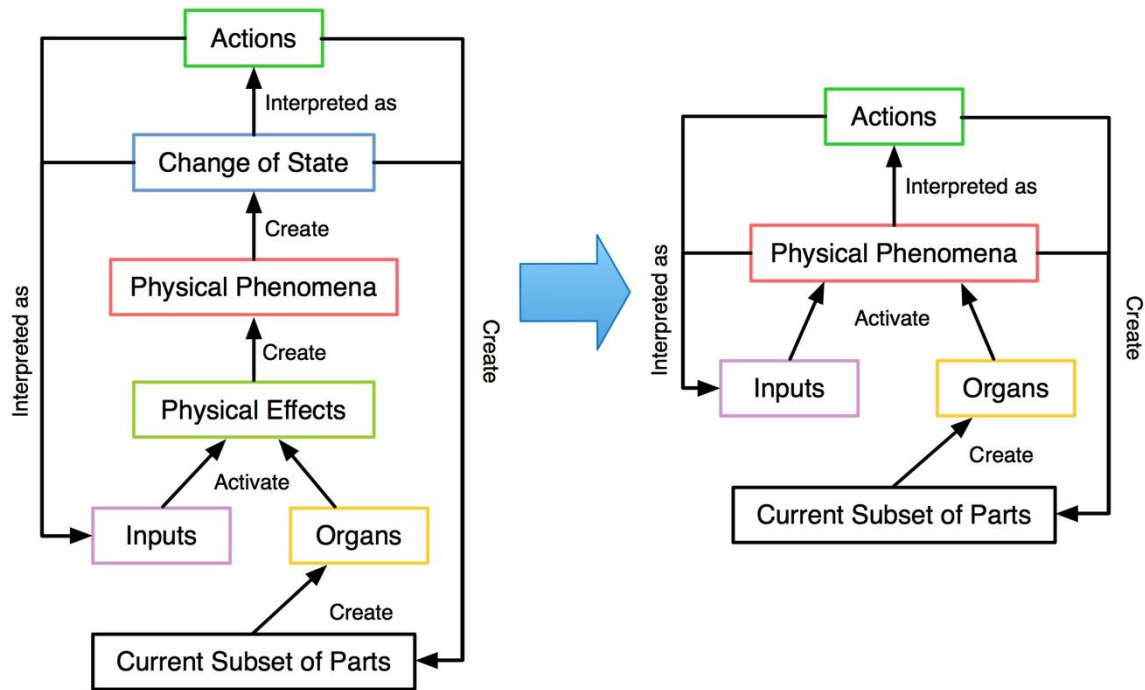 Actions
Interpreted as
Change of State
Create
Physical Phenomena
Create
Physical Effects
Activate
Inputs
Organs
Create
Current Subset of Parts
Interpreted as
Create
Actions
Interpreted as
Physical Phenomena
Activate
Inputs
Organs
Create
Current Subset of Parts
Interpreted as
Create